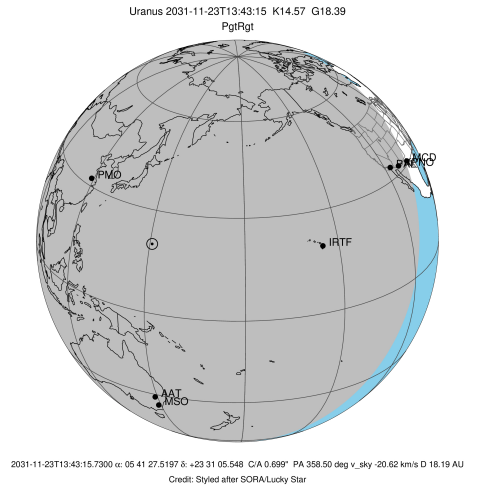 Uranus 2031-11-23T13:43:15 K14.57 G18.39
PgtRgt
MCD
PMO
IRTF
AAT
MSO
2031-11-23T13:43:15.7300 α: 05 41 27.5197 δ: +23 31 05.548 C/A 0.699" PA 358.50 deg v_sky -20.62 km/s D 18.19 AU
Credit: Styled after SORA/Lucky Star